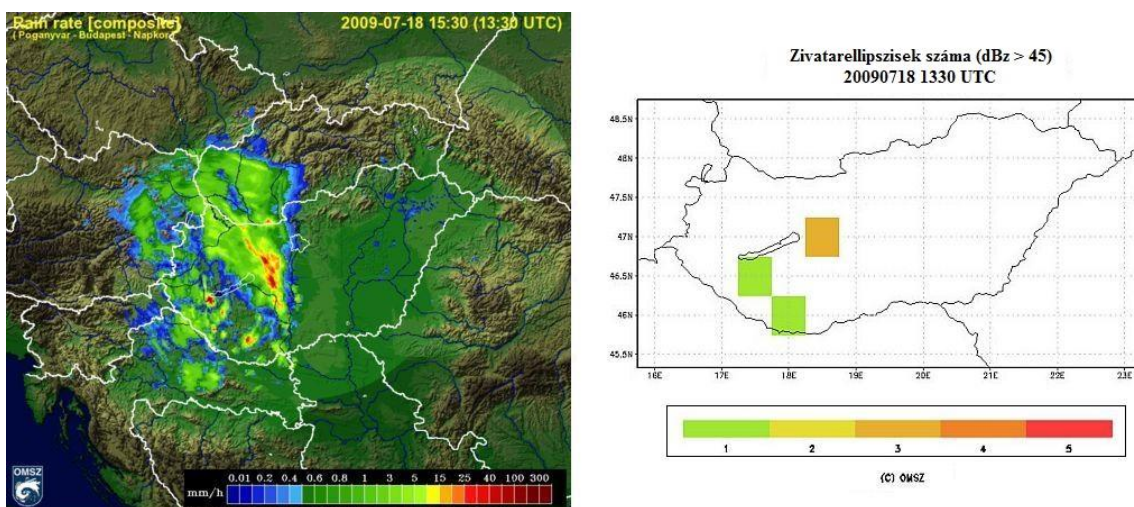 Rain rate [composite]
2009-07-18 15:30 (13:30 UTC)
( Poganyvar - Budapest - Napkor )
OMSZ
mm/h
0.01 0.2 0.4 0.6 0.8 1 3 5 15 25 40 100 300
Zivatarellipszisek száma (dBz > 45)
20090718 1330 UTC
48.5N
48N
47.5N
47N
46.5N
46N
45.5N
16E 17E 18E 19E 20E 21E 22E 23E
1 2 3 4 5
(C) OMSZ